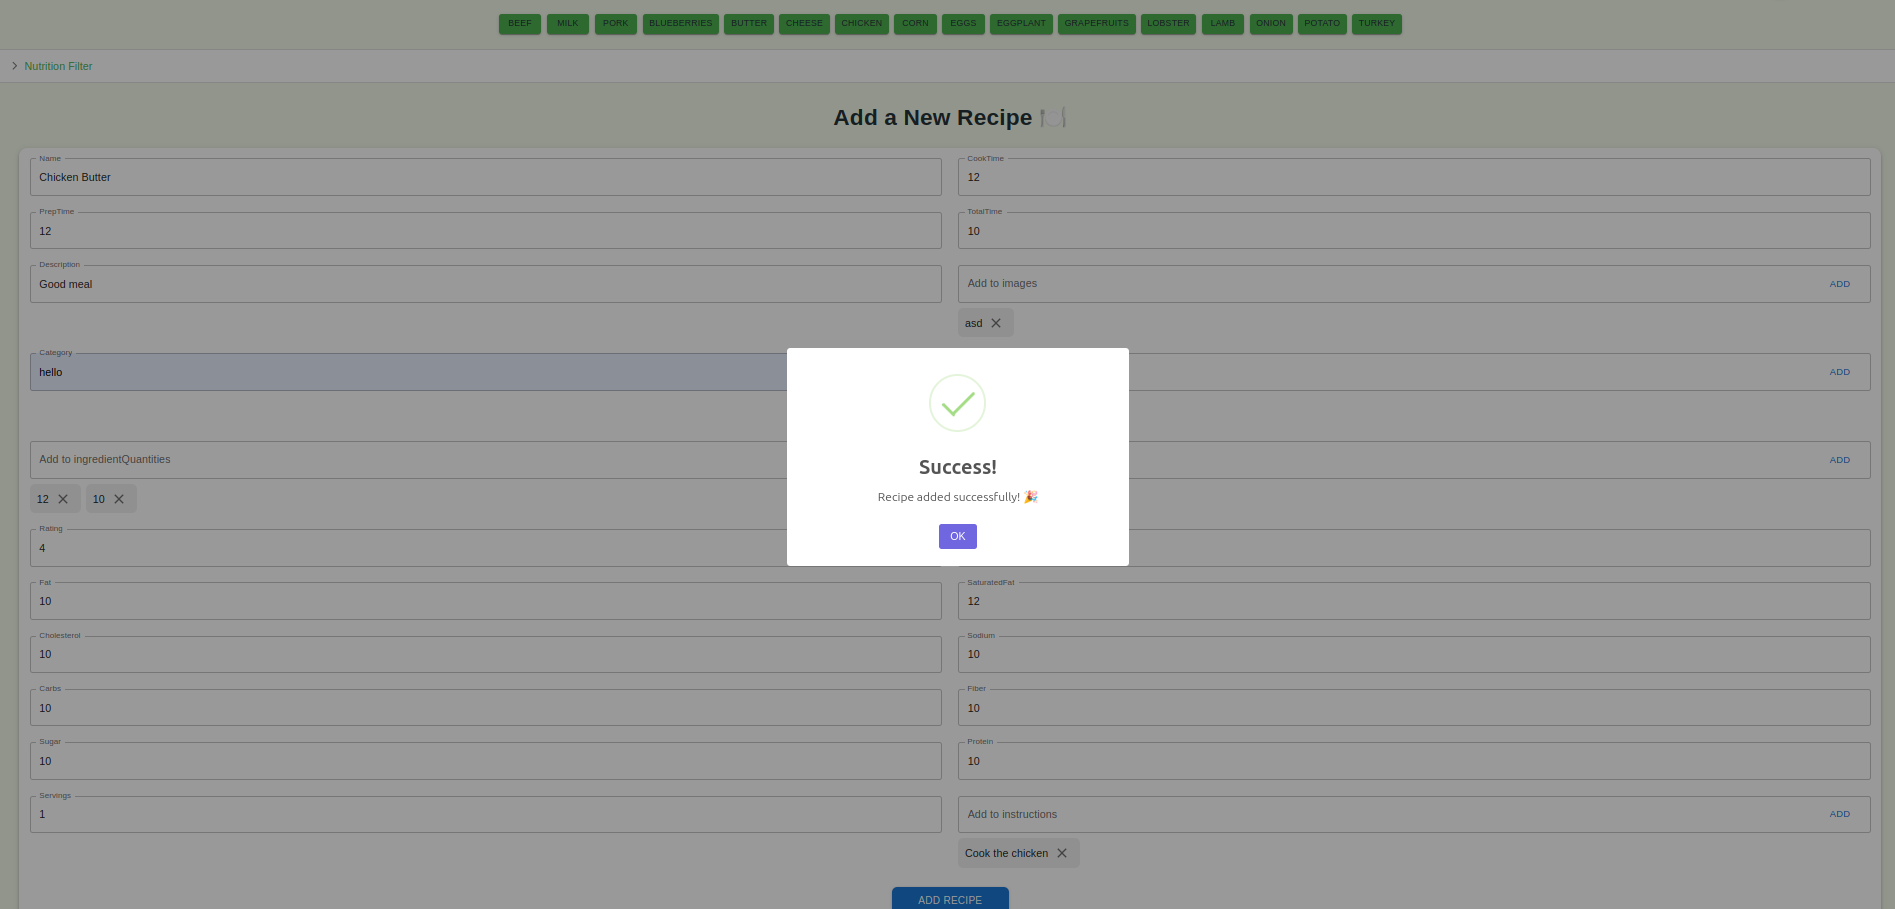 BEEF MILK PORK BLUEBERRIES BUTTER CHEESE CHICKEN CORN EGGS EGGPLANT GRAPEFRUITS LOBSTER LAMB ONION POTATO TURKEY
Nutrition Filter
Add a New Recipe 🍽️
Name CookTime
Chicken Butter 12
PrepTime TotalTime
12 10
Description
Good meal Add to images ADD
asd
Category
hello ADD
Add to ingredientQuantities ADD
12 10
Rating
4
Success!
Recipe added successfully! 🎉
OK
Fat SaturatedFat
10 12
Cholesterol Sodium
10 10
Carbs Fiber
10 10
Sugar Protein
10 10
Servings
1 Add to instructions ADD
Cook the chicken
ADD RECIPE